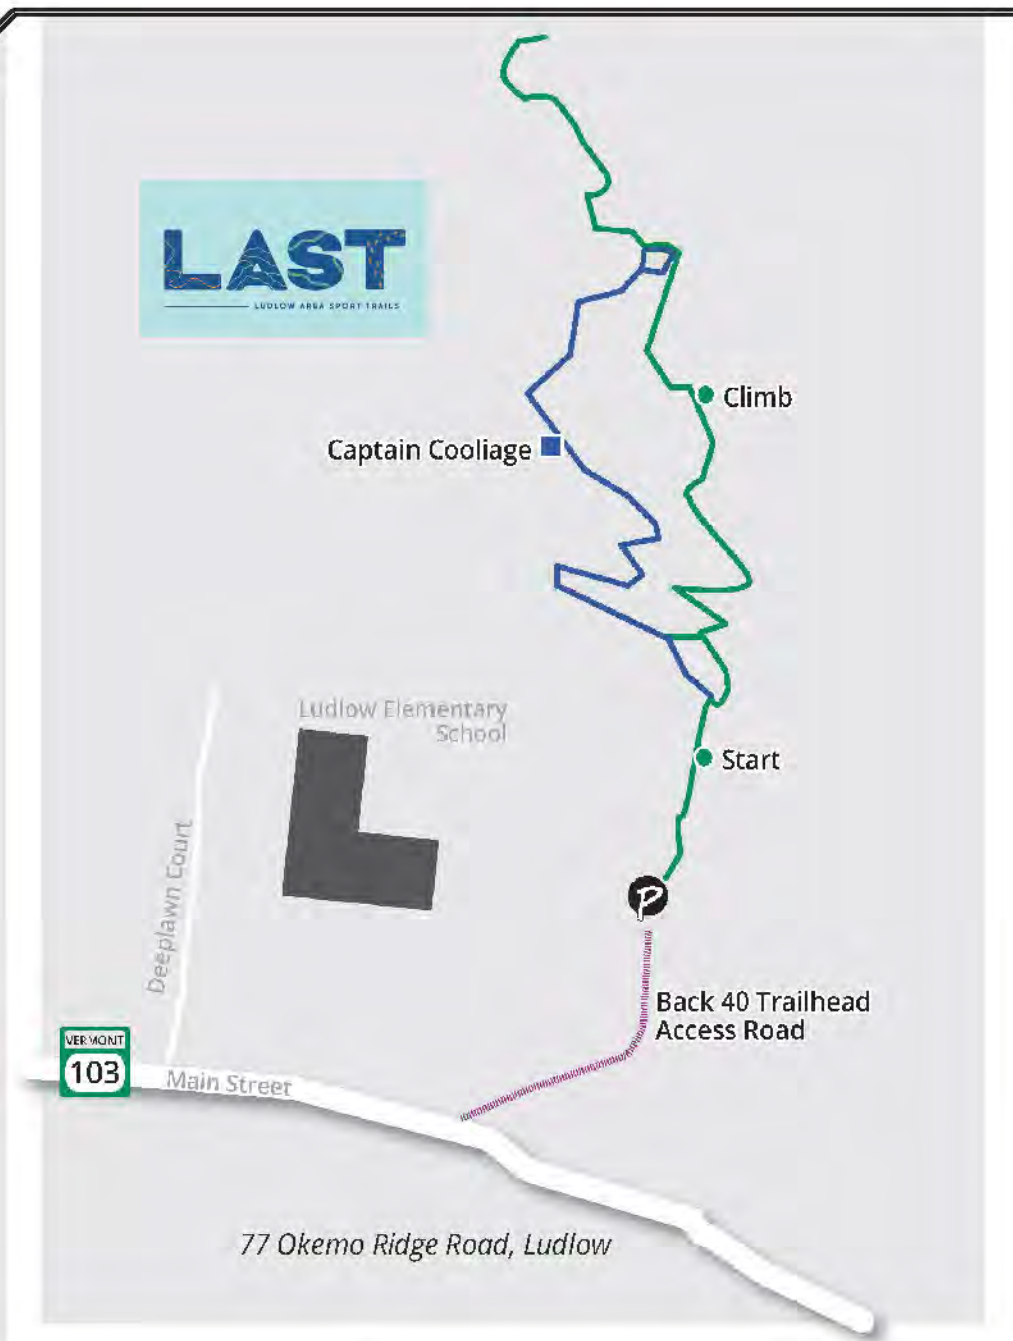 LAST
LUDLOW AREA SPORT TRAILS
Climb
Captain Cooliage
Ludlow Elementary
School
Start
Deeplawn Court
P
Back 40 Trailhead
Access Road
VERMONT
103
Main Street
77 Okemo Ridge Road, Ludlow